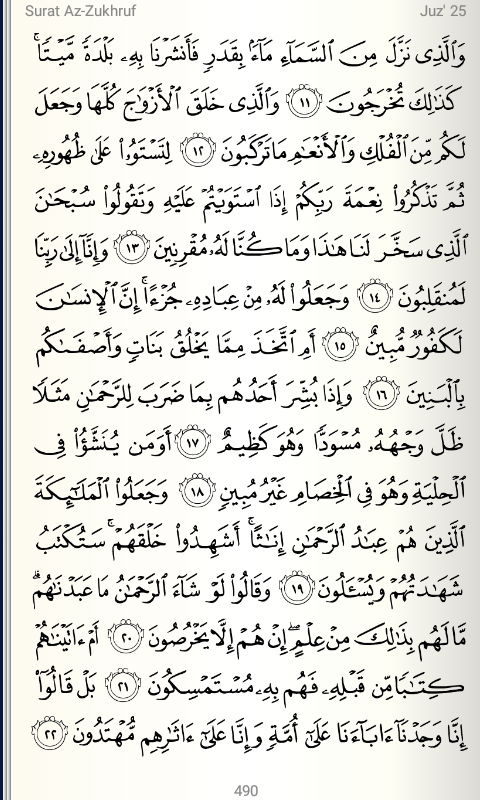 Surat Az-Zukhruf Juz' 25
وَٱلَّذِى نَزَّلَ مِنَ ٱلسَّمَآءِ مَآءًۢ بِقَدَرٍ فَأَنشَرْنَا بِهِۦ بَلْدَةً مَّيْتًا ۚ
كَذَٰلِكَ تُخْرَجُونَ ١١ وَٱلَّذِى خَلَقَ ٱلْأَزْوَٰجَ كُلَّهَا وَجَعَلَ
لَكُم مِّنَ ٱلْفُلْكِ وَٱلْأَنْعَٰمِ مَا تَرْكَبُونَ ١٢ لِتَسْتَوُۥا۟ عَلَىٰ ظُهُورِهِۦ
ثُمَّ تَذْكُرُوا۟ نِعْمَةَ رَبِّكُمْ إِذَا ٱسْتَوَيْتُمْ عَلَيْهِ وَتَقُولُوا۟ سُبْحَٰنَ
ٱلَّذِى سَخَّرَ لَنَا هَٰذَا وَمَا كُنَّا لَهُۥ مُقْرِنِينَ ١٣ وَإِنَّآ إِلَىٰ رَبِّنَا
لَمُنقَلِبُونَ ١٤ وَجَعَلُوا۟ لَهُۥ مِنْ عِبَادِهِۦ جُزْءًا ۚ إِنَّ ٱلْإِنسَٰنَ
لَكَفُورٌ مُّبِينٌ ١٥ أَمِ ٱتَّخَذَ مِمَّا يَخْلُقُ بَنَاتٍ وَأَصْفَىٰكُم
بِٱلْبَنِينَ ١٦ وَإِذَا بُشِّرَ أَحَدُهُم بِمَا ضَرَبَ لِلرَّحْمَٰنِ مَثَلًا
ظَلَّ وَجْهُهُۥ مُسْوَدًّا وَهُوَ كَظِيمٌ ١٧ أَوَمَن يُنَشَّؤُا۟ فِى
ٱلْحِلْيَةِ وَهُوَ فِى ٱلْخِصَامِ غَيْرُ مُبِينٍ ١٨ وَجَعَلُوا۟ ٱلْمَلَٰٓئِكَةَ
ٱلَّذِينَ هُمْ عِبَٰدُ ٱلرَّحْمَٰنِ إِنَٰثًا ۚ أَشَهِدُوا۟ خَلْقَهُمْ ۚ سَتُكْتَبُ
شَهَٰدَتُهُمْ وَيُسْـَٔلُونَ ١٩ وَقَالُوا۟ لَوْ شَآءَ ٱلرَّحْمَٰنُ مَا عَبَدْنَٰهُم ۗ
مَّا لَهُم بِذَٰلِكَ مِنْ عِلْمٍ ۖ إِنْ هُمْ إِلَّا يَخْرُصُونَ ٢٠ أَمْ ءَاتَيْنَٰهُمْ
كِتَٰبًا مِّن قَبْلِهِۦ فَهُم بِهِۦ مُسْتَمْسِكُونَ ٢١ بَلْ قَالُوٓا۟
إِنَّا وَجَدْنَآ ءَابَآءَنَا عَلَىٰٓ أُمَّةٍ وَإِنَّا عَلَىٰٓ ءَاثَٰرِهِم مُّهْتَدُونَ ٢٢
490